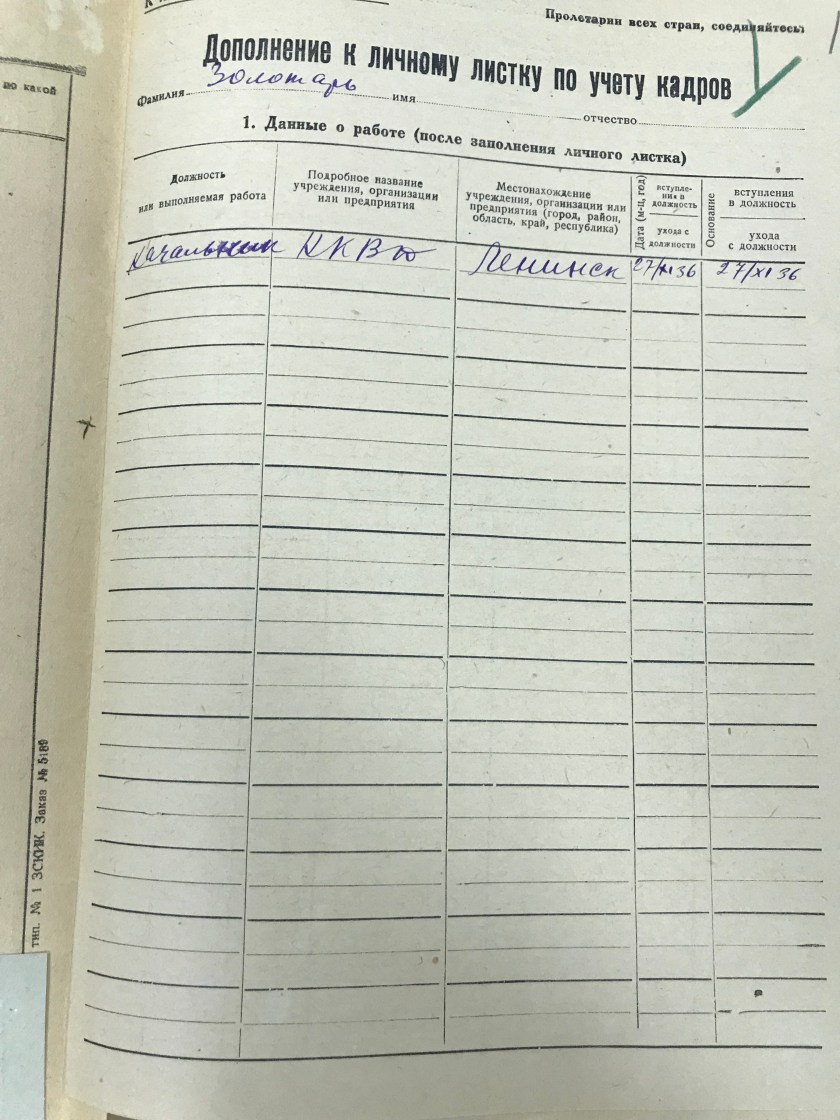 Пролетарии всех стран, соединяйтесь!
Дополнение к личному листку по учету кадров
Фамилия Золотарь имя отчество
1. Данные о работе (после заполнения личного листка)
Должность или выполняемая работа
Подробное название учреждения, организации или предприятия
Местонахождение учреждения, организации или предприятия (город, район, область, край, республика)
Дата (м-ц, год)
вступления в должность
ухода с должности
Основание
вступления в должность
ухода с должности
начальник НКВД Ленинск 27/XI 36 27/XI 36
по какой
тип. № 1 ЗСКИК. Заказ № 5189